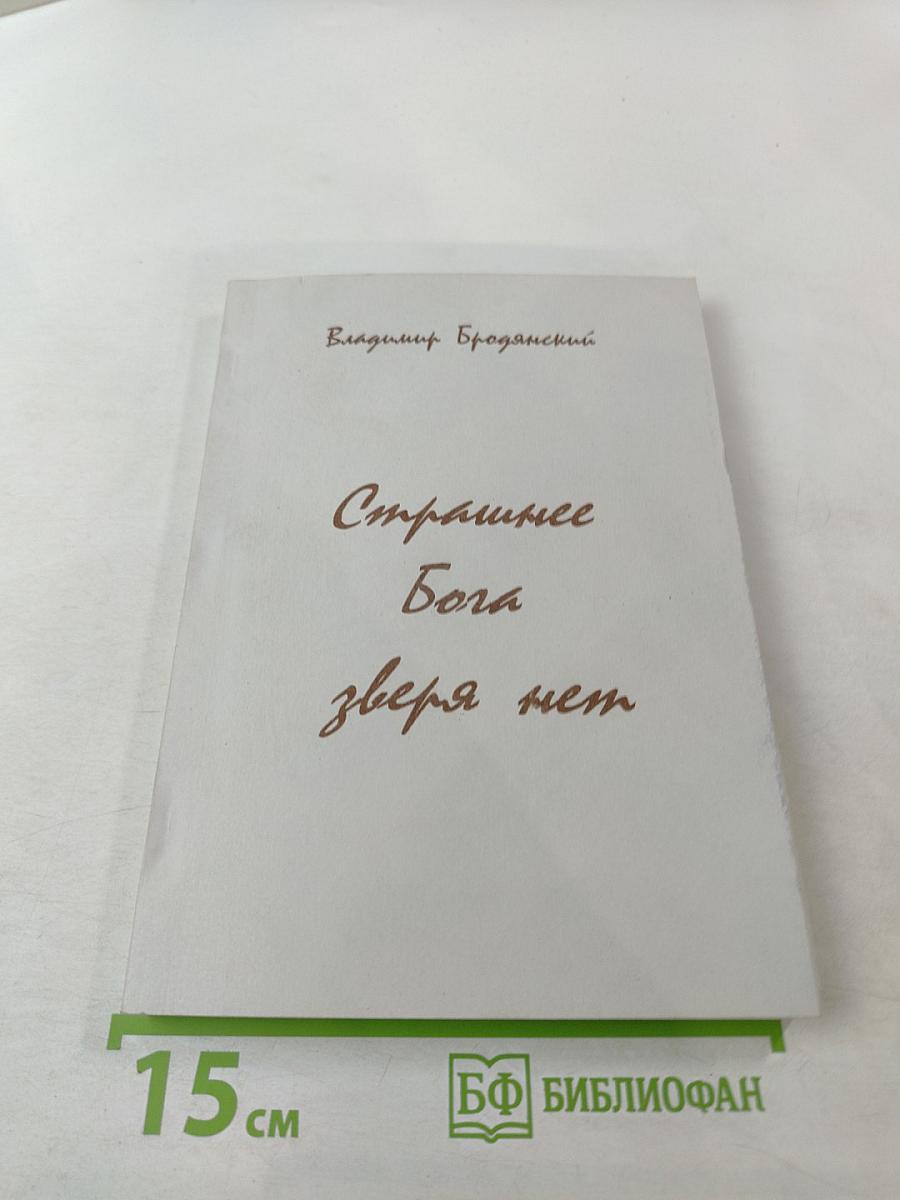 Владимир Бродянский
Страшнее
Бога
зверя нет
15 см
БФ БИБЛИОФАН